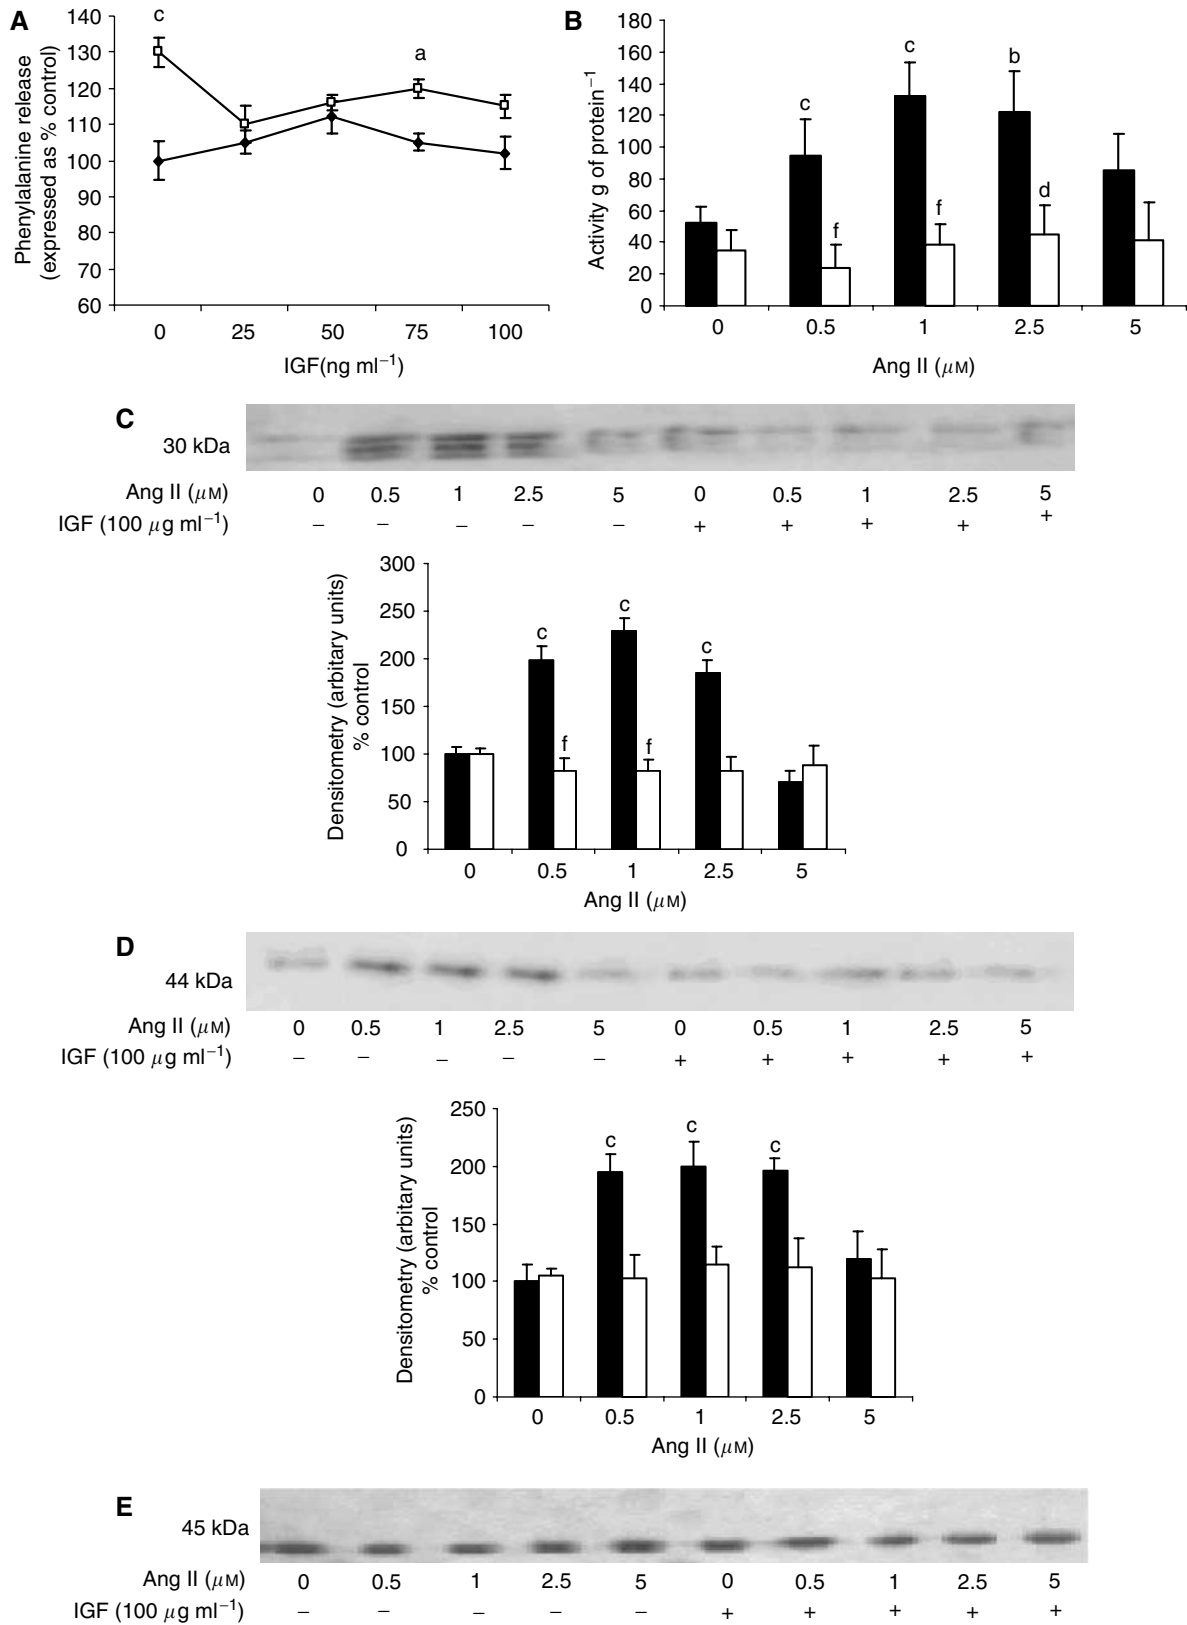 A
Phenylalanine release
(expressed as % control)
140
130
120
110
100
90
80
70
60
c
a
0 25 50 75 100
IGF(ng ml−1)
B
Activity g of protein−1
180
160
140
120
100
80
60
40
20
0
c
f
c
f
b
d
0 0.5 1 2.5 5
Ang II (μM)
C
30 kDa
Ang II (μM) 0 0.5 1 2.5 5 0 0.5 1 2.5 5
IGF (100 μg ml−1) − − − − − + + + + +
Densitometry (arbitary units)
% control
300
250
200
150
100
50
0
c
f
c
f
c
0 0.5 1 2.5 5
Ang II (μM)
D
44 kDa
Ang II (μM) 0 0.5 1 2.5 5 0 0.5 1 2.5 5
IGF (100 μg ml−1) − − − − − + + + + +
Densitometry (arbitary units)
% control
250
200
150
100
50
0
c
c
c
0 0.5 1 2.5 5
Ang II (μM)
E
45 kDa
Ang II (μM) 0 0.5 1 2.5 5 0 0.5 1 2.5 5
IGF (100 μg ml−1) − − − − − + + + + +